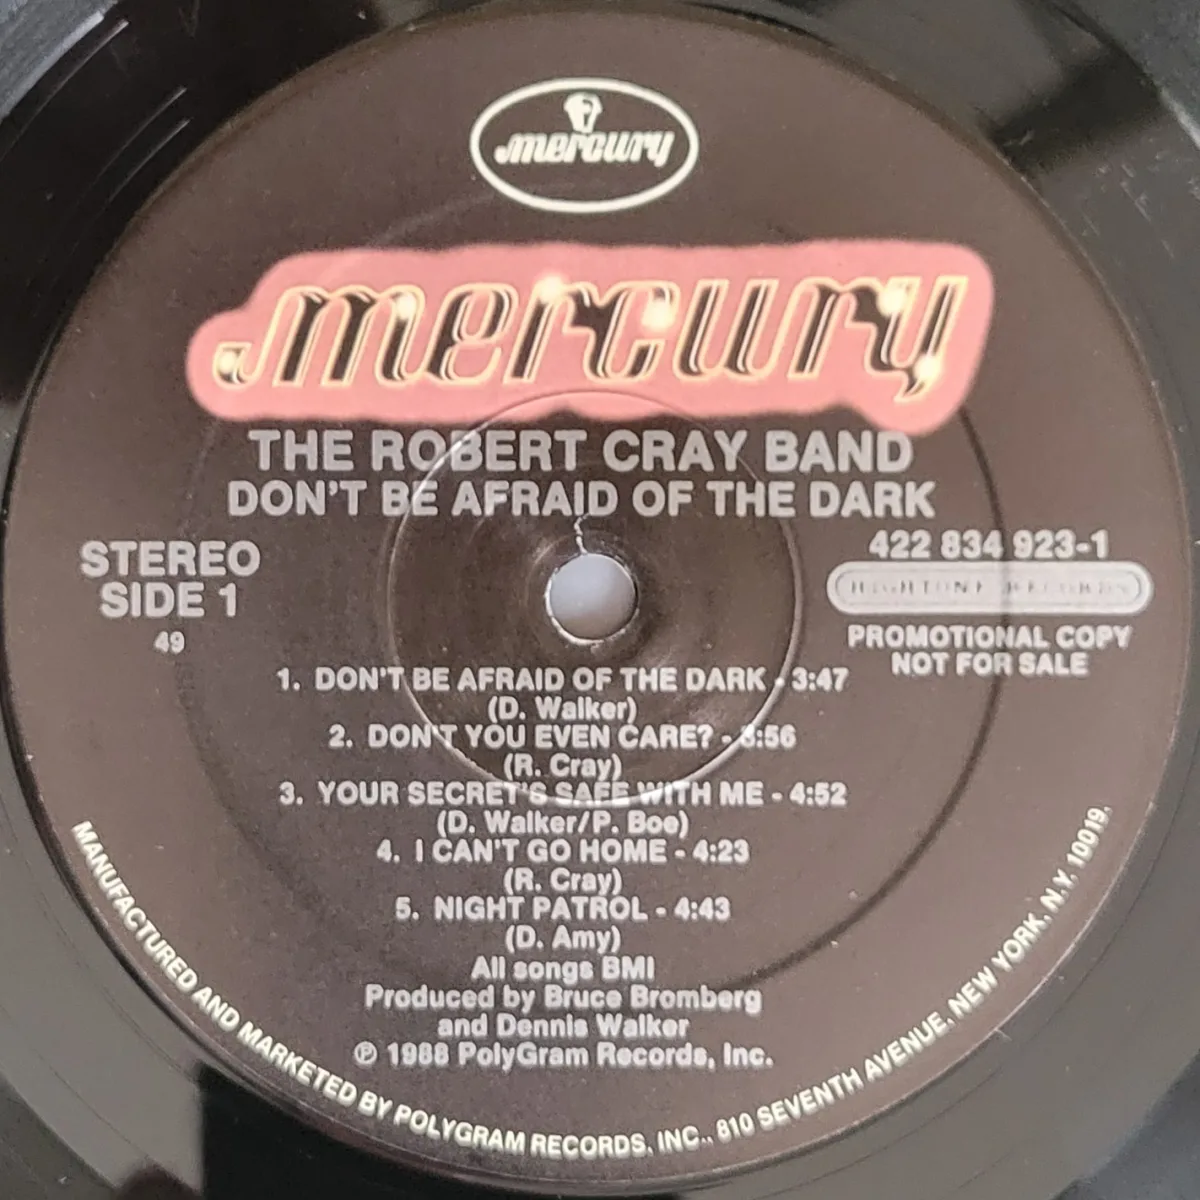 mercury
mercury
THE ROBERT CRAY BAND
DON'T BE AFRAID OF THE DARK
STEREO
SIDE 1
49
422 834 923-1
HIGHTONE RECORDS
PROMOTIONAL COPY
NOT FOR SALE
1. DON'T BE AFRAID OF THE DARK - 3:47
(D. Walker)
2. DON'T YOU EVEN CARE? - 3:56
(R. Cray)
3. YOUR SECRET'S SAFE WITH ME - 4:52
(D. Walker/P. Boe)
4. I CAN'T GO HOME - 4:23
(R. Cray)
5. NIGHT PATROL - 4:43
(D. Amy)
All songs BMI
Produced by Bruce Bromberg
and Dennis Walker
℗ 1988 PolyGram Records, Inc.
MANUFACTURED AND MARKETED BY POLYGRAM RECORDS, INC., 810 SEVENTH AVENUE, NEW YORK, N.Y. 10019.